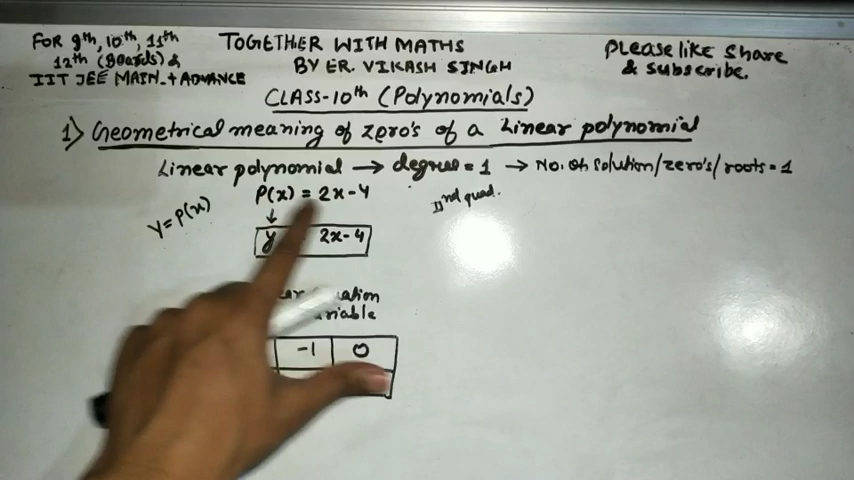 FOR 9th, 10th, 11th
12th (Boards) &
IIT JEE MAIN + ADVANCE
TOGETHER WITH MATHS
BY ER. VIKASH SINGH
Please like share
& subscribe.
CLASS-10th (Polynomials)
1) Geometrical meaning of zero's of a Linear polynomial
Linear polynomial → degree = 1 → No. of solution/zero's/roots = 1
P(x) = 2x-4
IInd quad.
Y = P(x)
↓
y 2x-4
-1 0